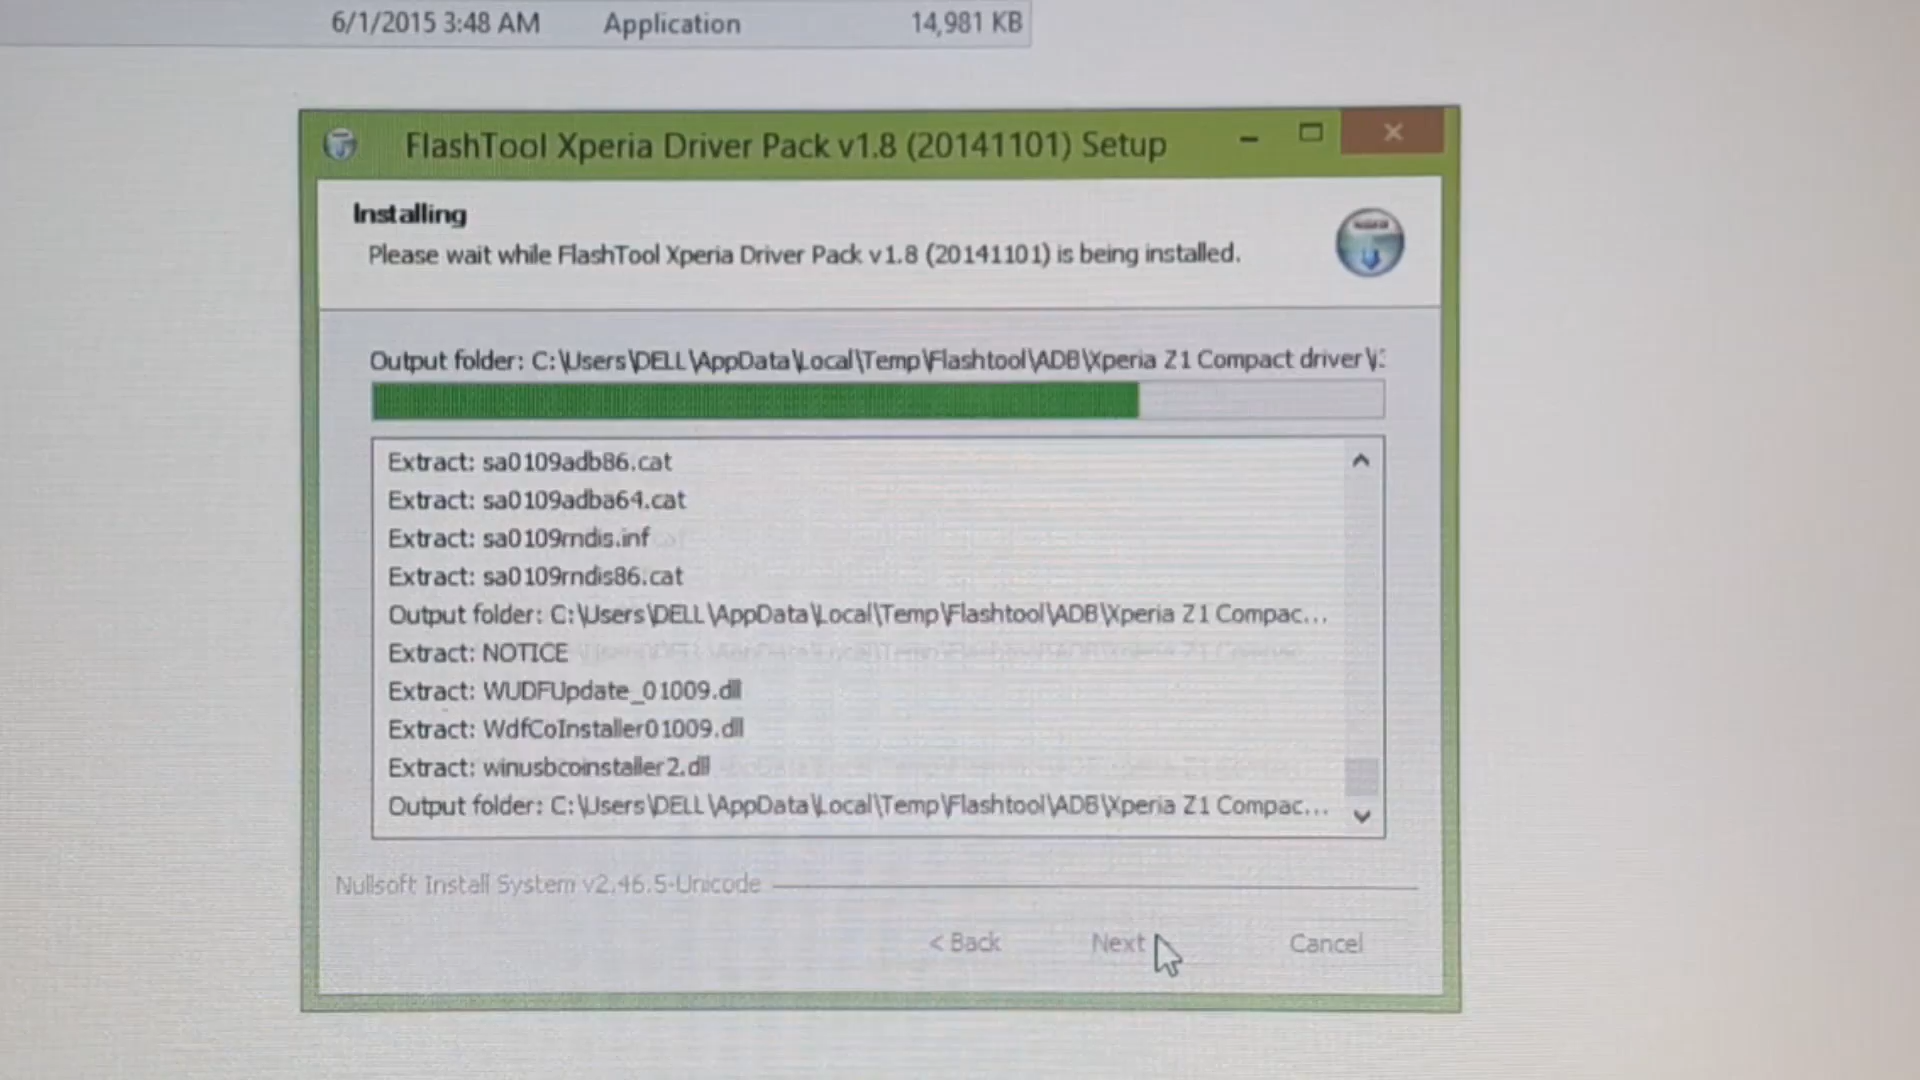 6/1/2015 3:48 AM Application 14,981 KB
FlashTool Xperia Driver Pack v1.8 (20141101) Setup
Installing
Please wait while FlashTool Xperia Driver Pack v1.8 (20141101) is being installed.
Output folder: C:\Users\DELL\AppData\Local\Temp\Flashtool\ADB\Xperia Z1 Compact driver\
Extract: sa0109adb86.cat
Extract: sa0109adba64.cat
Extract: sa0109rndis.inf
Extract: sa0109rndis86.cat
Output folder: C:\Users\DELL\AppData\Local\Temp\Flashtool\ADB\Xperia Z1 Compac...
Extract: NOTICE
Extract: WUDFUpdate_01009.dll
Extract: WdfCoInstaller01009.dll
Extract: winusbcoinstaller2.dll
Output folder: C:\Users\DELL\AppData\Local\Temp\Flashtool\ADB\Xperia Z1 Compac...
Nullsoft Install System v2.46.5-Unicode
< Back Next Cancel